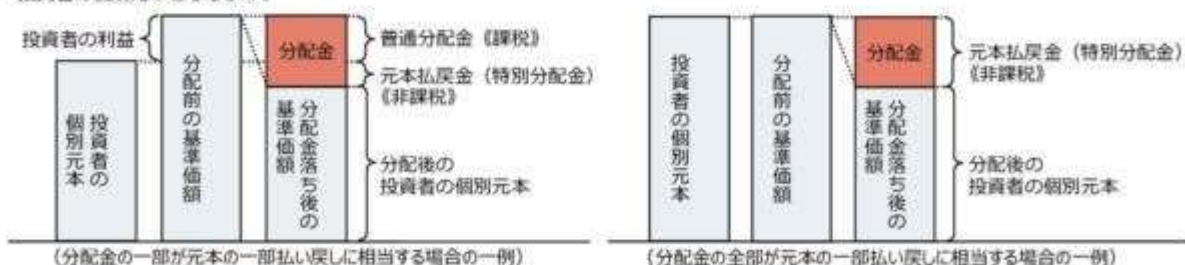 投資者の利益
投資者の
個別元本
分配前の基準価額
分配金
分配金落ち後の
基準価額
普通分配金《課税》
元本払戻金（特別分配金）
《非課税》
分配後の
投資者の個別元本
（分配金の一部が元本の一部払い戻しに相当する場合の一例）
投資者の個別元本
分配前の基準価額
分配金
分配金落ち後の
基準価額
元本払戻金（特別分配金）
《非課税》
分配後の
投資者の個別元本
（分配金の全部が元本の一部払い戻しに相当する場合の一例）